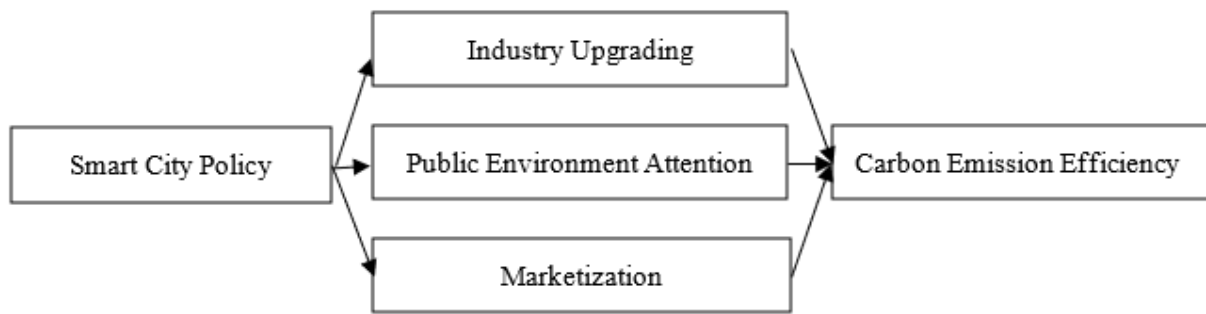 Industry Upgrading
Smart City Policy
Public Environment Attention
Carbon Emission Efficiency
Marketization